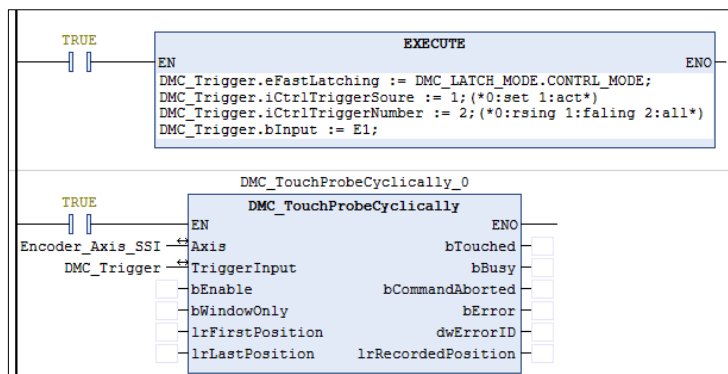 TRUE
EXECUTE
EN ENO
DMC_Trigger.eFastLatching := DMC_LATCH_MODE.CONTRL_MODE;
DMC_Trigger.iCtrlTriggerSoure := 1;(*0:set 1:act*)
DMC_Trigger.iCtrlTriggerNumber := 2;(*0:rsing 1:faling 2:all*)
DMC_Trigger.bInput := E1;
DMC_TouchProbeCyclically_0
TRUE
DMC_TouchProbeCyclically
EN ENO
Encoder_Axis_SSI Axis bTouched
DMC_Trigger TriggerInput bBusy
bEnable bCommandAborted
bWindowOnly bError
lrFirstPosition dwErrorID
lrLastPosition lrRecordedPosition